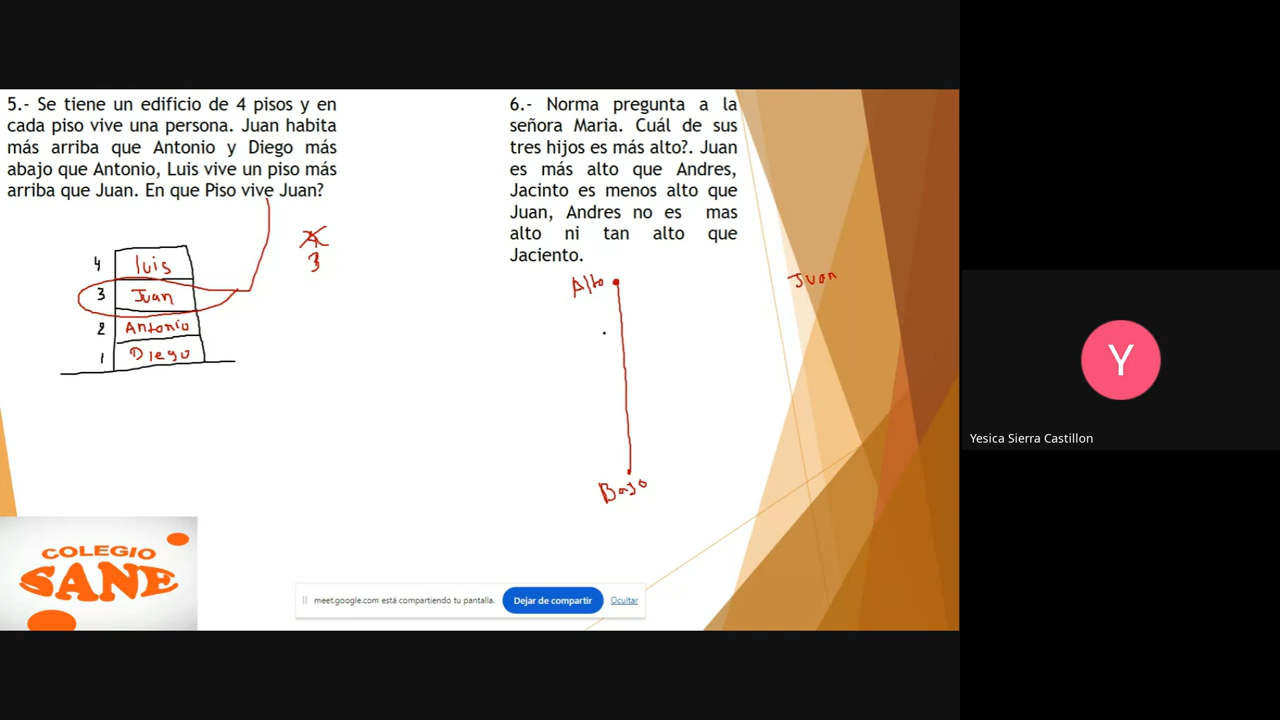 5.- Se tiene un edificio de 4 pisos y en
cada piso vive una persona. Juan habita
más arriba que Antonio y Diego más
abajo que Antonio, Luis vive un piso más
arriba que Juan. En que Piso vive Juan?
4 luis
3 Juan
2 Antonio
1 Diego
3
6.- Norma pregunta a la
señora Maria. Cuál de sus
tres hijos es más alto?. Juan
es más alto que Andres,
Jacinto es menos alto que
Juan, Andres no es mas
alto ni tan alto que
Jaciento.
Alto
Juan
Bajo
COLEGIO
SANE
meet.google.com está compartiendo tu pantalla.
Dejar de compartir
Ocultar
Y
Yesica Sierra Castillon